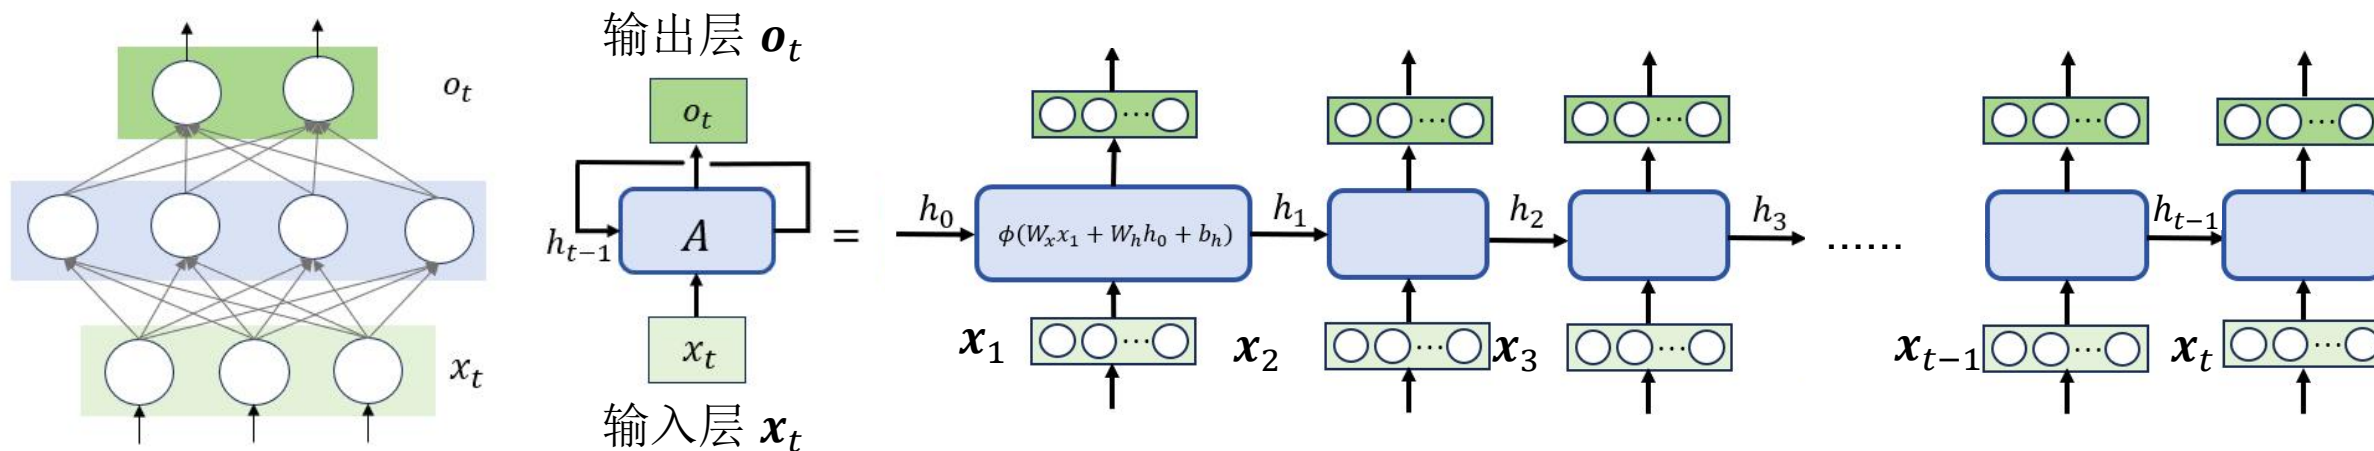 o_t
x_t
输出层 o_t
o_t
h_{t-1}
A
x_t
输入层 x_t
=
h_0
ϕ(W_x x_1 + W_h h_0 + b_h)
h_1
h_2
h_3
……
h_{t-1}
x_1
x_2
x_3
x_{t-1}
x_t